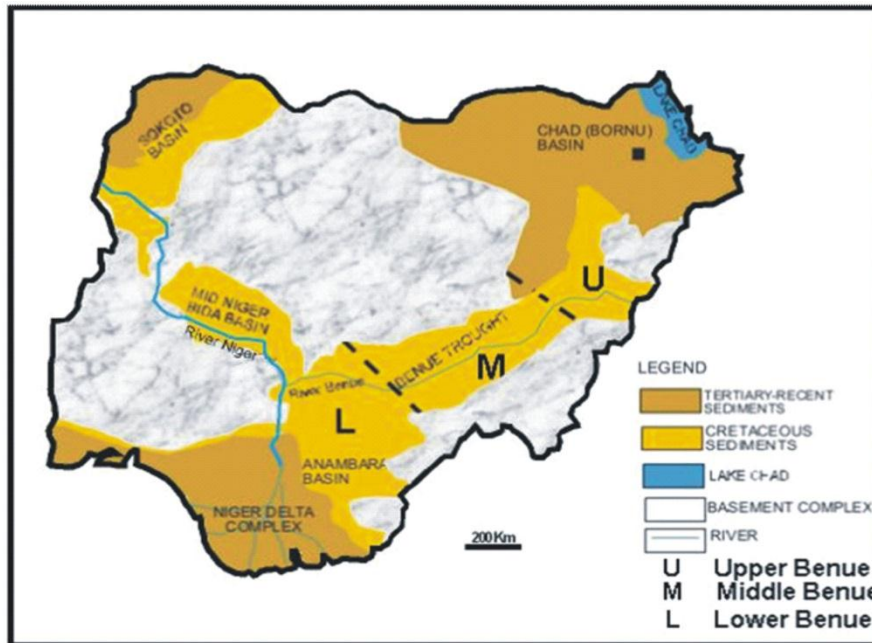 SOKOTO
BASIN
LAKE CHAD
CHAD (BORNU)
BASIN
MID NIGER
BIDA BASIN
River Niger
U
BENUE TROUGHT
M
River Benue
L
ANAMBARA
BASIN
NIGER DELTA
COMPLEX
200Km
LEGEND
TERTIARY-RECENT
SEDIMENTS
CRETACEOUS
SEDIMENTS
LAKE CHAD
BASEMENT COMPLEX
RIVER
U Upper Benue
M Middle Benue
L Lower Benue